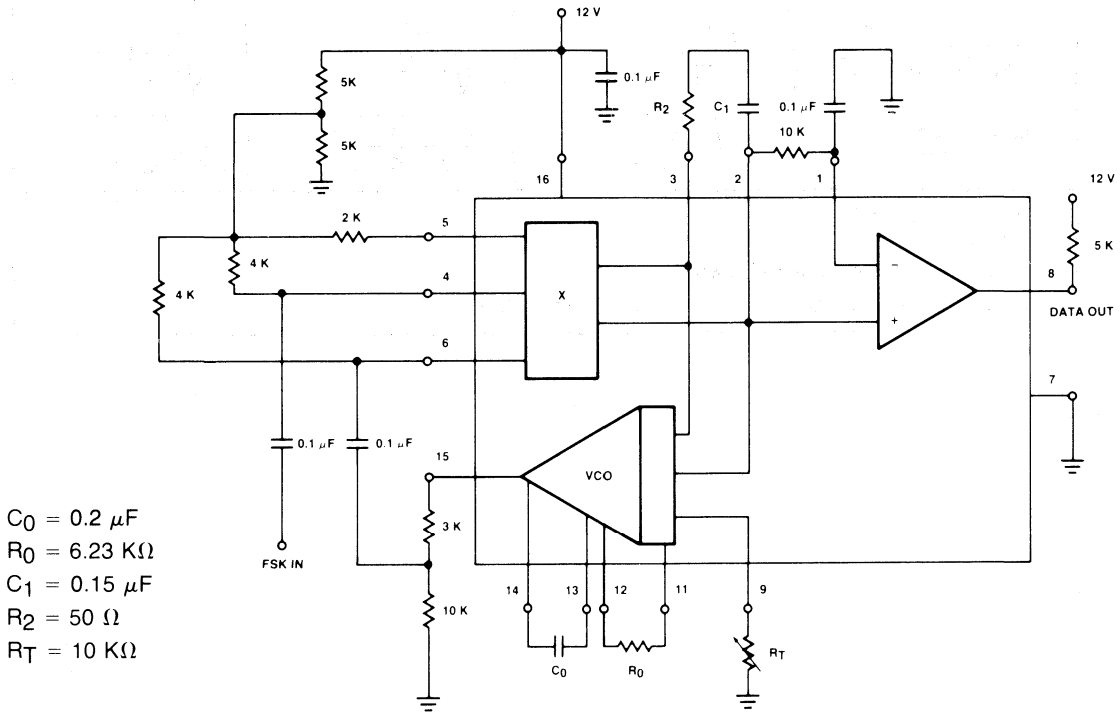 12 V
5K
0.1 μF
R2
C1
0.1 μF
5K
10 K
16
3
2
1
12 V
2 K
5
5 K
4 K
4
8
4 K
X
−
+
DATA OUT
6
7
0.1 μF
0.1 μF
15
VCO
3 K
FSK IN
14
13
12
11
9
10 K
C0
R0
RT
C0 = 0.2 μF
R0 = 6.23 KΩ
C1 = 0.15 μF
R2 = 50 Ω
RT = 10 KΩ